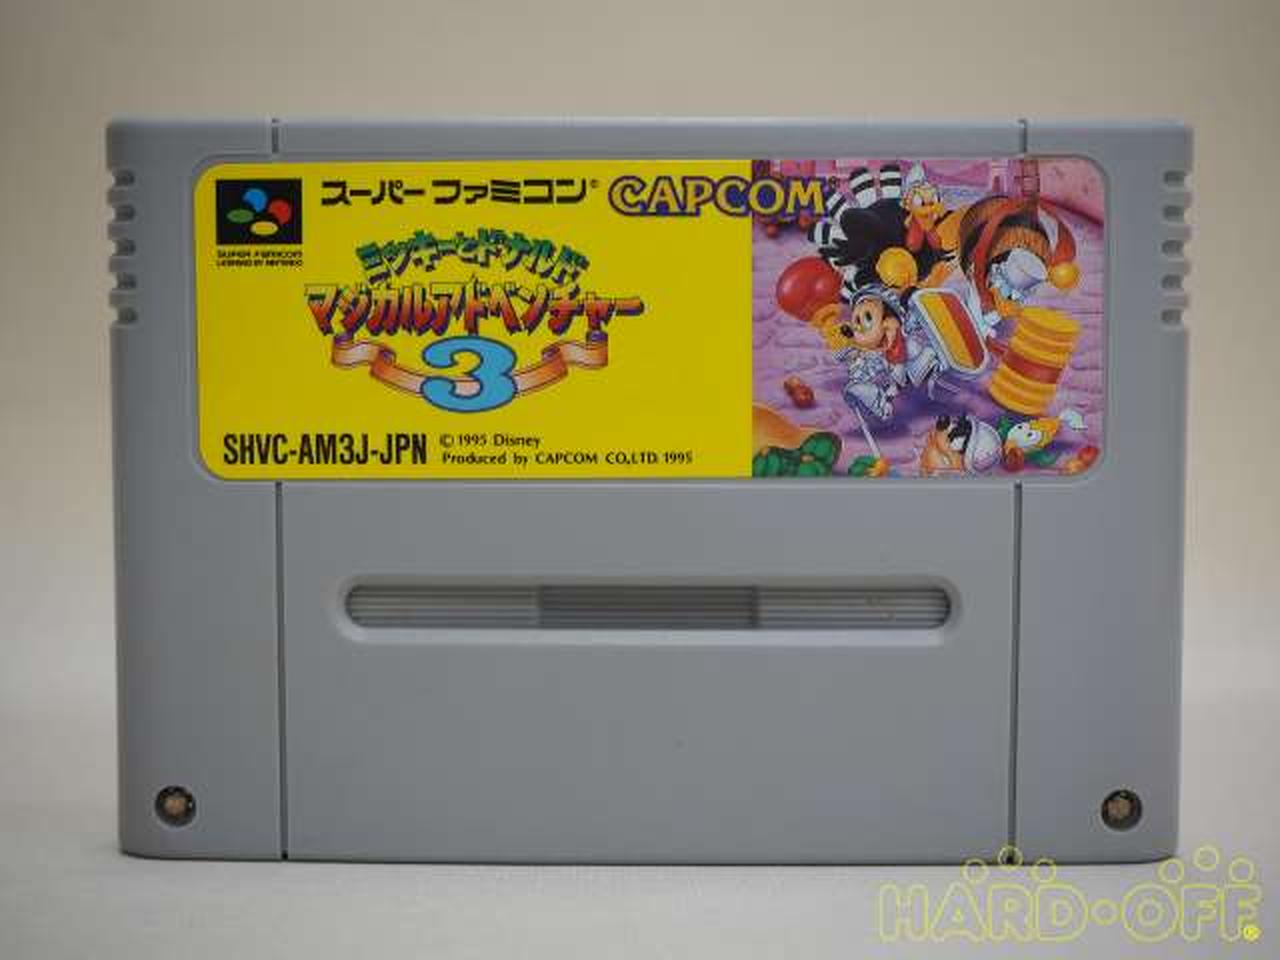 スーパーファミコン® CAPCOM
SUPER FAMICOM
LICENSED BY NINTENDO
ミッキーとドナルド
マジカルアドベンチャー
3
SHVC-AM3J-JPN
© 1995 Disney
Produced by CAPCOM CO.,LTD. 1995
HARD·OFF®